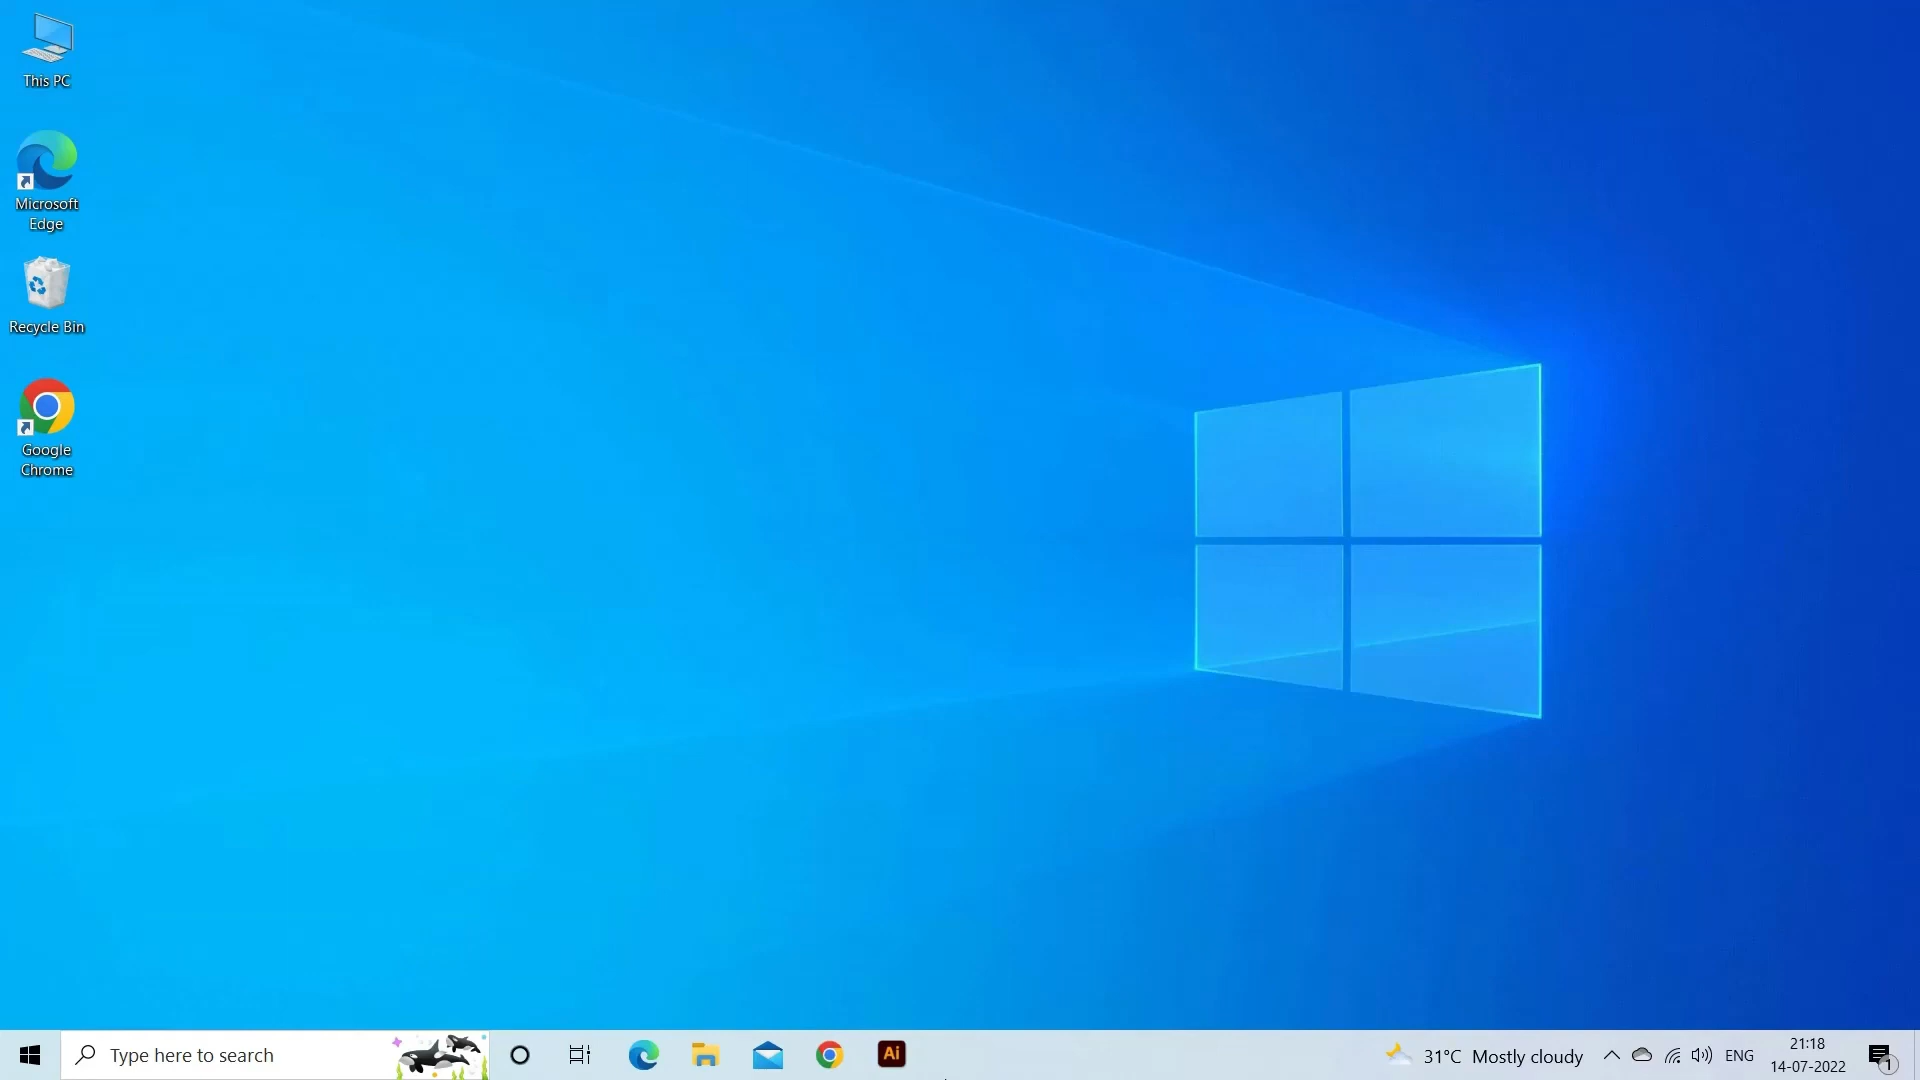 This PC
Microsoft
Edge
Recycle Bin
Google
Chrome
Type here to search
Ai
31°C Mostly cloudy
ENG
21:18
14-07-2022
1